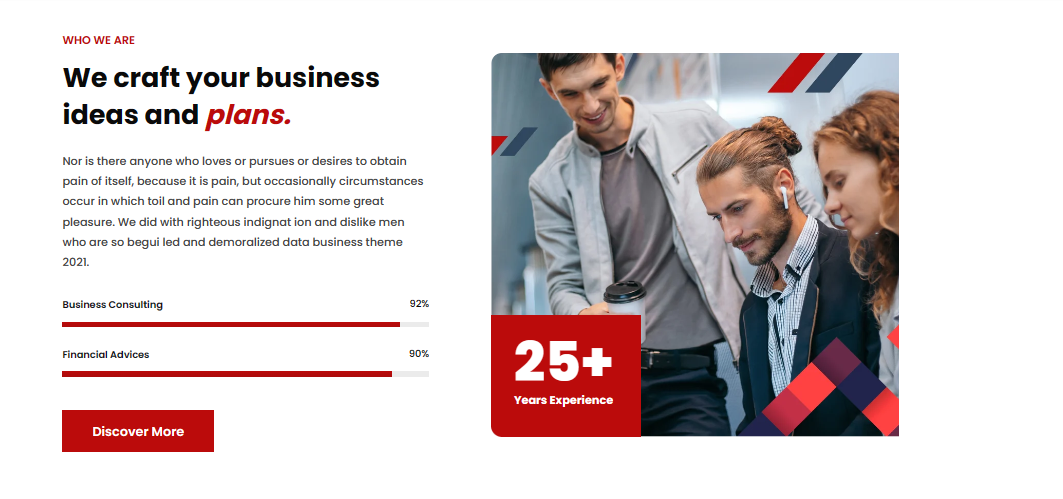 WHO WE ARE
We craft your business
ideas and plans.
Nor is there anyone who loves or pursues or desires to obtain
pain of itself, because it is pain, but occasionally circumstances
occur in which toil and pain can procure him some great
pleasure. We did with righteous indignat ion and dislike men
who are so begui led and demoralized data business theme
2021.
Business Consulting 92%
Financial Advices 90%
Discover More
25+
Years Experience